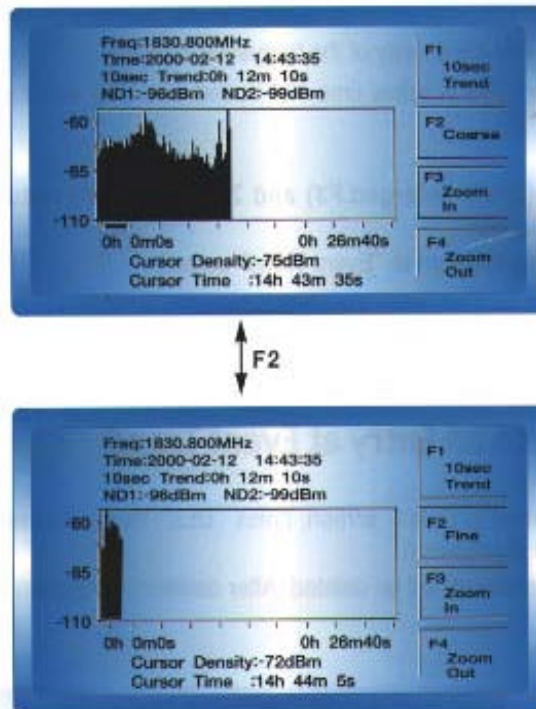 Freq:1830.800MHz
Time:2000-02-12 14:43:35
10sec Trend:0h 12m 10s
ND1:-96dBm ND2:-99dBm
-60
-85
-110
0h 0m0s 0h 26m40s
Cursor Density:-75dBm
Cursor Time :14h 43m 35s
F1
10sec
Trend
F2
Coarse
F3
Zoom
In
F4
Zoom
Out
F2
Freq:1830.800MHz
Time:2000-02-12 14:43:35
10sec Trend:0h 12m 10s
ND1:-96dBm ND2:-99dBm
-60
-85
-110
0h 0m0s 0h 26m40s
Cursor Density:-72dBm
Cursor Time :14h 44m 5s
F1
10sec
Trend
F2
Fine
F3
Zoom
In
F4
Zoom
Out